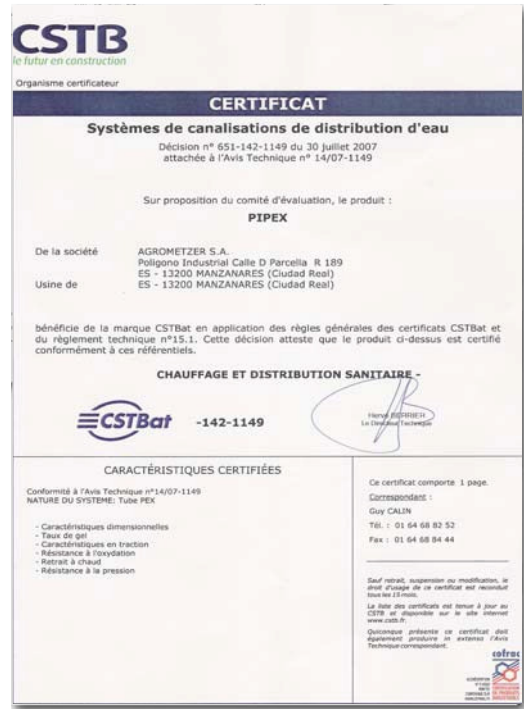 CSTB
le futur en construction
Organisme certificateur
CERTIFICAT
Systèmes de canalisations de distribution d'eau
Décision n° 651-142-1149 du 30 juillet 2007
attachée à l'Avis Technique n° 14/07-1149
Sur proposition du comité d'évaluation, le produit :
PIPEX
De la société AGROMETZER S.A.
Poligono Industrial Calle D Parcella R 189
ES - 13200 MANZANARES (Ciudad Real)
Usine de ES - 13200 MANZANARES (Ciudad Real)
bénéficie de la marque CSTBat en application des règles générales des certificats CSTBat et
du règlement technique n°15.1. Cette décision atteste que le produit ci-dessus est certifié
conformément à ces référentiels.
CHAUFFAGE ET DISTRIBUTION SANITAIRE -
CSTBat -142-1149
Hervé BERRIER
Le Directeur Technique
CARACTÉRISTIQUES CERTIFIÉES
Conformité à l'Avis Technique n°14/07-1149
NATURE DU SYSTEME: Tube PEX
- Caractéristiques dimensionnelles
- Taux de gel
- Caractéristiques en traction
- Résistance à l'oxydation
- Retrait à chaud
- Résistance à la pression
Ce certificat comporte 1 page.
Correspondant :
Guy CALIN
Tél. : 01 64 68 82 52
Fax : 01 64 68 84 44
Sauf retrait, suspension ou modification, le
droit d'usage de ce certificat est reconduit
tous les 15 mois.
La liste des certificats est tenue à jour au
CSTB et disponible sur le site internet
www.cstb.fr.
Quiconque présente ce certificat doit
également produire in extenso l'Avis
Technique correspondant.
cofrac